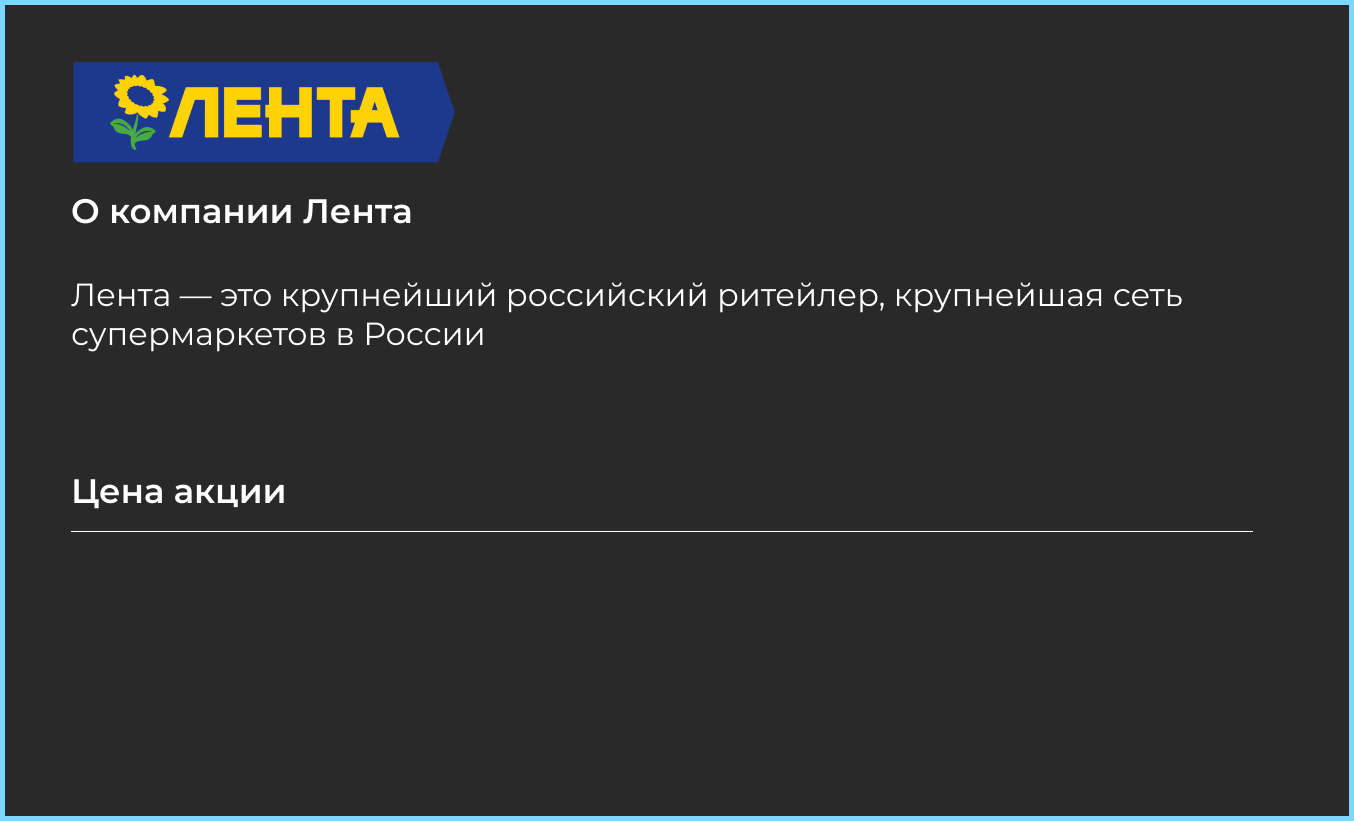 ЛЕНТА
О компании Лента
Лента — это крупнейший российский ритейлер, крупнейшая сеть
супермаркетов в России
Цена акции